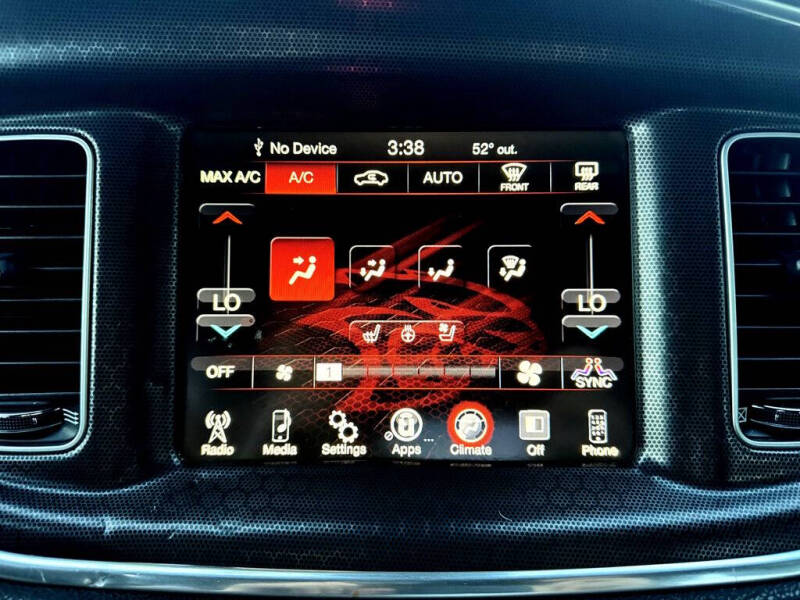 No Device 3:38 52° out.
MAX A/C A/C AUTO FRONT REAR
LO LO
OFF 1 SYNC
Radio Media Settings Apps ... Climate Off Phone